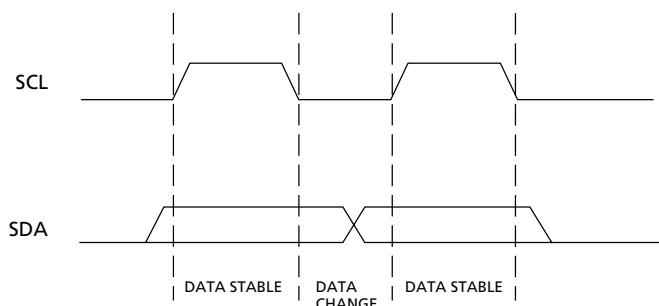 SCL
SDA
DATA STABLE
DATA
CHANGE
DATA STABLE